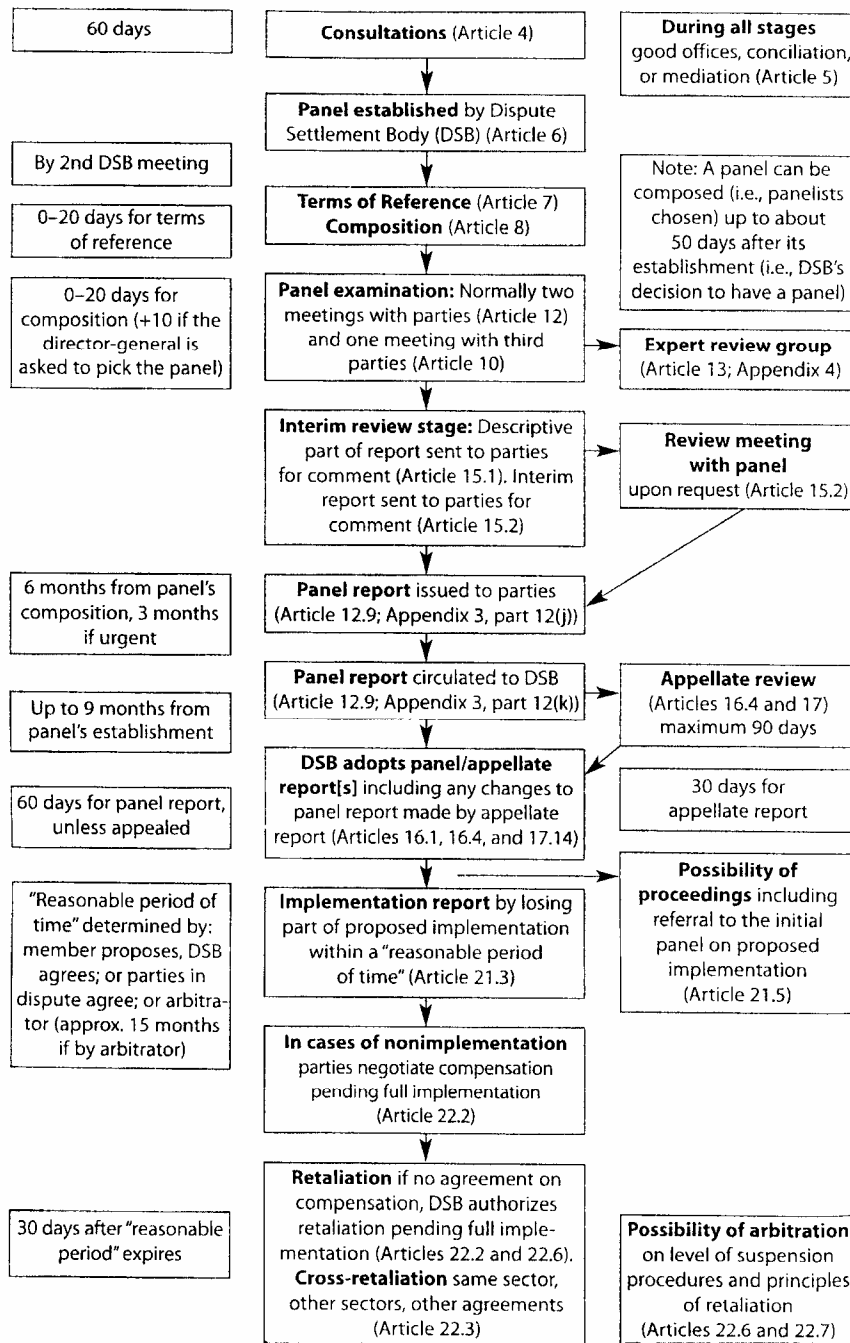 60 days
Consultations (Article 4)
During all stages
good offices, conciliation,
or mediation (Article 5)
Panel established by Dispute
Settlement Body (DSB) (Article 6)
By 2nd DSB meeting
Terms of Reference (Article 7)
Composition (Article 8)
Note: A panel can be
composed (i.e., panelists
chosen) up to about
50 days after its
establishment (i.e., DSB's
decision to have a panel)
0–20 days for terms
of reference
0–20 days for
composition (+10 if the
director-general is
asked to pick the panel)
Panel examination: Normally two
meetings with parties (Article 12)
and one meeting with third
parties (Article 10)
Expert review group
(Article 13; Appendix 4)
Interim review stage: Descriptive
part of report sent to parties
for comment (Article 15.1). Interim
report sent to parties for
comment (Article 15.2)
Review meeting
with panel
upon request (Article 15.2)
6 months from panel's
composition, 3 months
if urgent
Panel report issued to parties
(Article 12.9; Appendix 3, part 12(j))
Panel report circulated to DSB
(Article 12.9; Appendix 3, part 12(k))
Appellate review
(Articles 16.4 and 17)
maximum 90 days
Up to 9 months from
panel's establishment
DSB adopts panel/appellate
report[s] including any changes to
panel report made by appellate
report (Articles 16.1, 16.4, and 17.14)
30 days for
appellate report
60 days for panel report,
unless appealed
"Reasonable period of
time" determined by:
member proposes, DSB
agrees; or parties in
dispute agree; or arbitra-
tor (approx. 15 months
if by arbitrator)
Implementation report by losing
part of proposed implementation
within a "reasonable period
of time" (Article 21.3)
Possibility of
proceedings including
referral to the initial
panel on proposed
implementation
(Article 21.5)
In cases of nonimplementation
parties negotiate compensation
pending full implementation
(Article 22.2)
30 days after "reasonable
period" expires
Retaliation if no agreement on
compensation, DSB authorizes
retaliation pending full imple-
mentation (Articles 22.2 and 22.6).
Cross-retaliation same sector,
other sectors, other agreements
(Article 22.3)
Possibility of arbitration
on level of suspension
procedures and principles
of retaliation
(Articles 22.6 and 22.7)